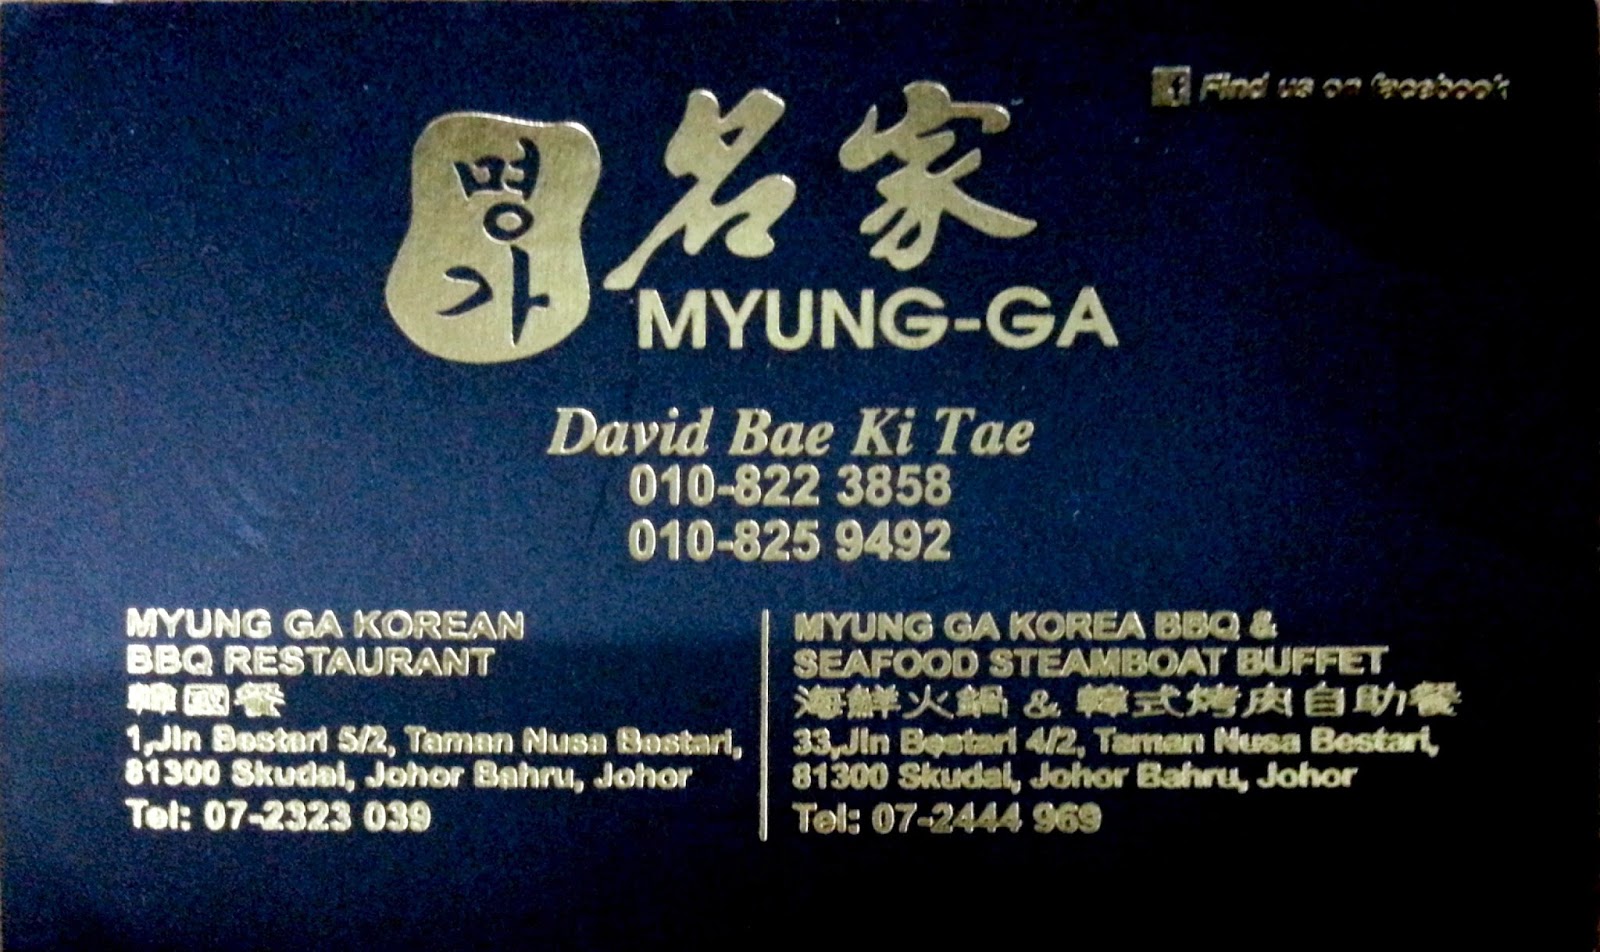 Find us on facebook
명가
名家
MYUNG-GA
David Bae Ki Tae
010-822 3858
010-825 9492
MYUNG GA KOREAN
BBQ RESTAURANT
韓國餐
1,Jln Bestari 5/2, Taman Nusa Bestari,
81300 Skudai, Johor Bahru, Johor
Tel: 07-2323 039
MYUNG GA KOREA BBQ &
SEAFOOD STEAMBOAT BUFFET
海鮮火鍋 & 韓式烤肉自助餐
33,Jln Bestari 4/2, Taman Nusa Bestari,
81300 Skudai, Johor Bahru, Johor
Tel: 07-2444 969